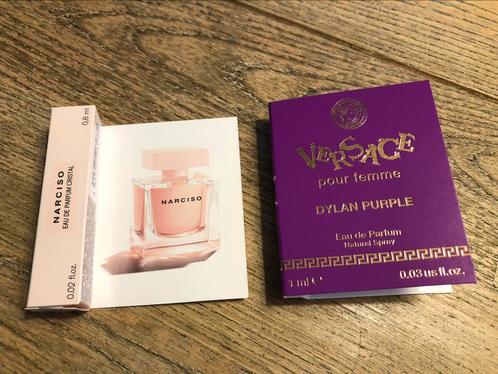 NARCISO
EAU DE PARFUM CRISTAL
0.8 ml
0.02 fl.oz.
NARCISO
VERSACE
pour femme
DYLAN PURPLE
Eau de Parfum
Natural Spray
1 ml e
0.03 us fl.oz.